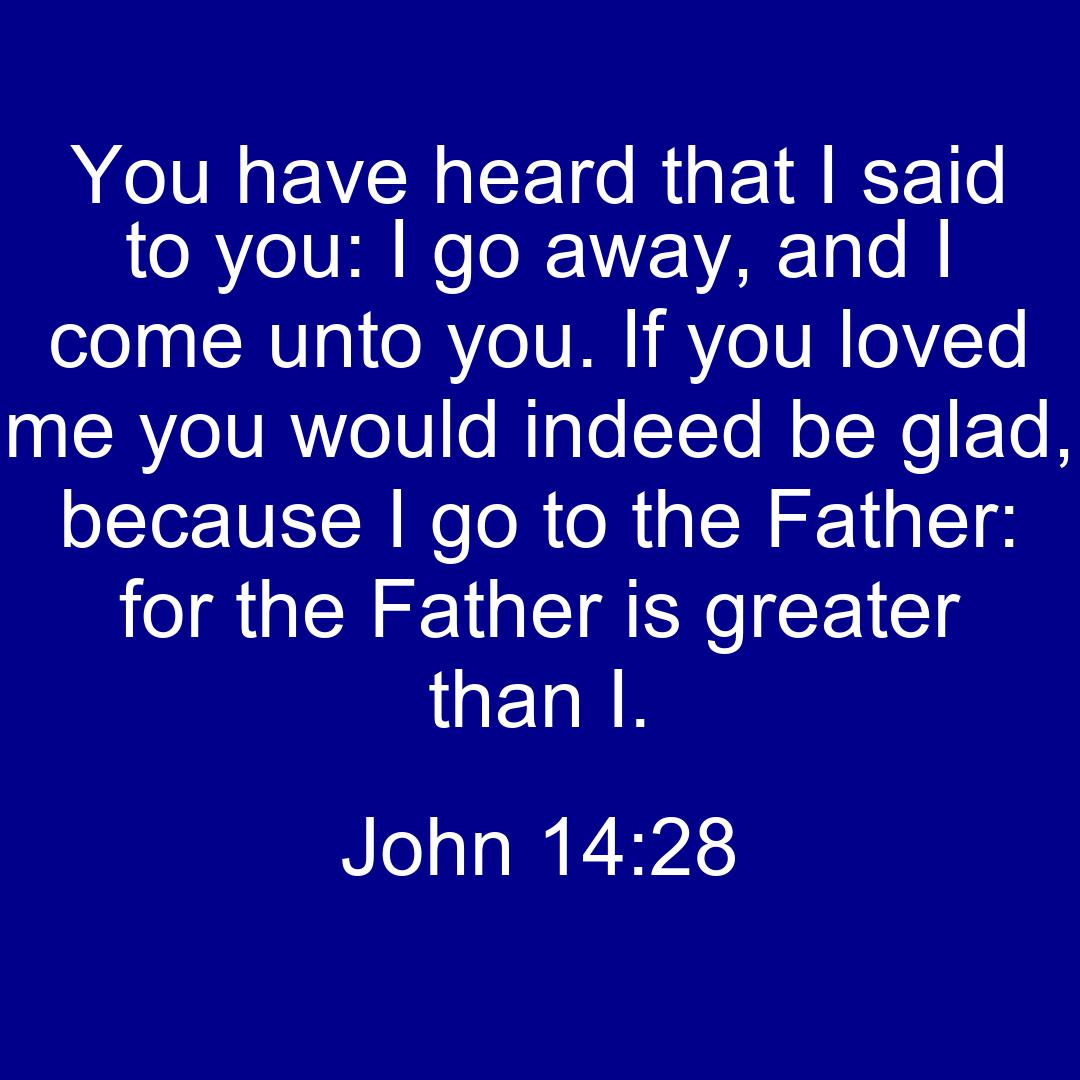 You have heard that I said
to you: I go away, and I
come unto you. If you loved
me you would indeed be glad,
because I go to the Father:
for the Father is greater
than I.
John 14:28